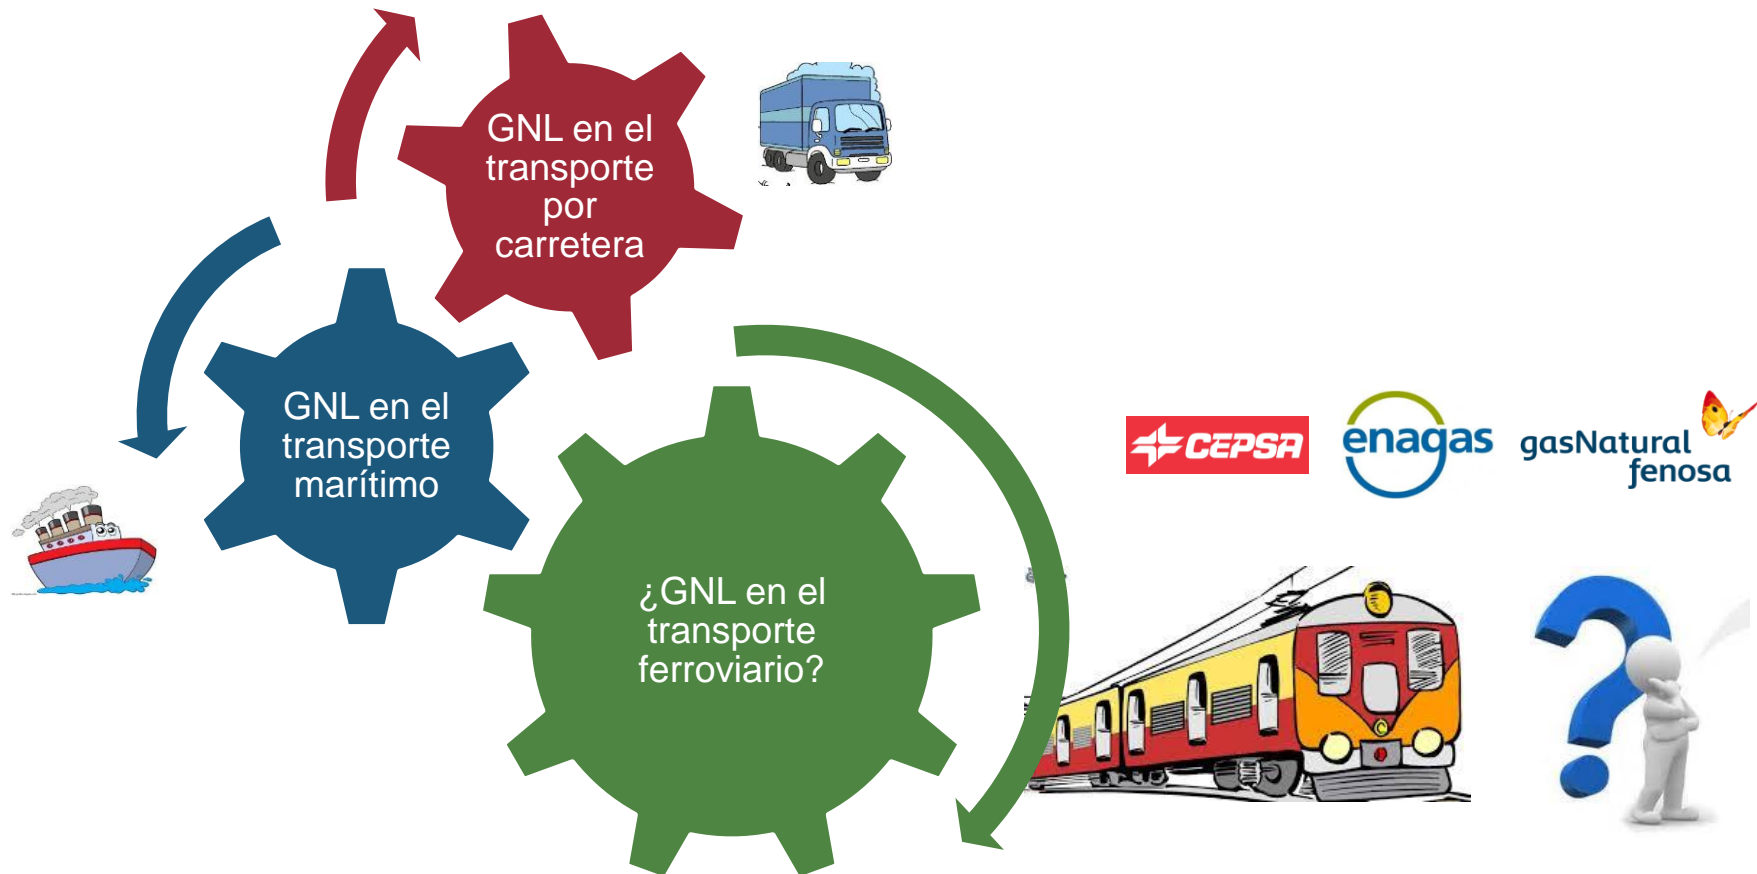 GNL en el
transporte
por
carretera
GNL en el
transporte
marítimo
¿GNL en el
transporte
ferroviario?
CEPSA
enagas
gasNatural
fenosa